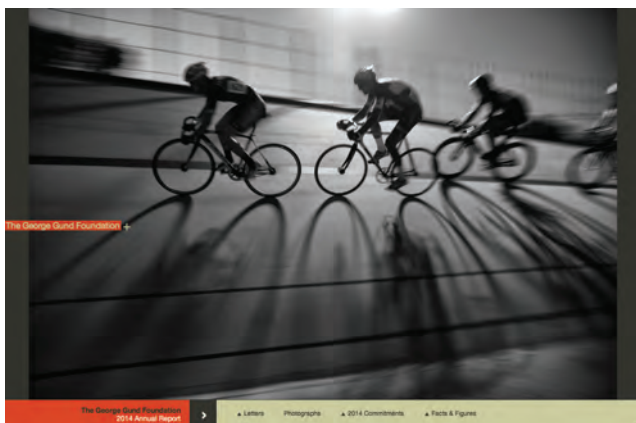 The George Gund Foundation +
The George Gund Foundation
2014 Annual Report
▲ Letters Photographs ▲ 2014 Commitments ▲ Facts & Figures